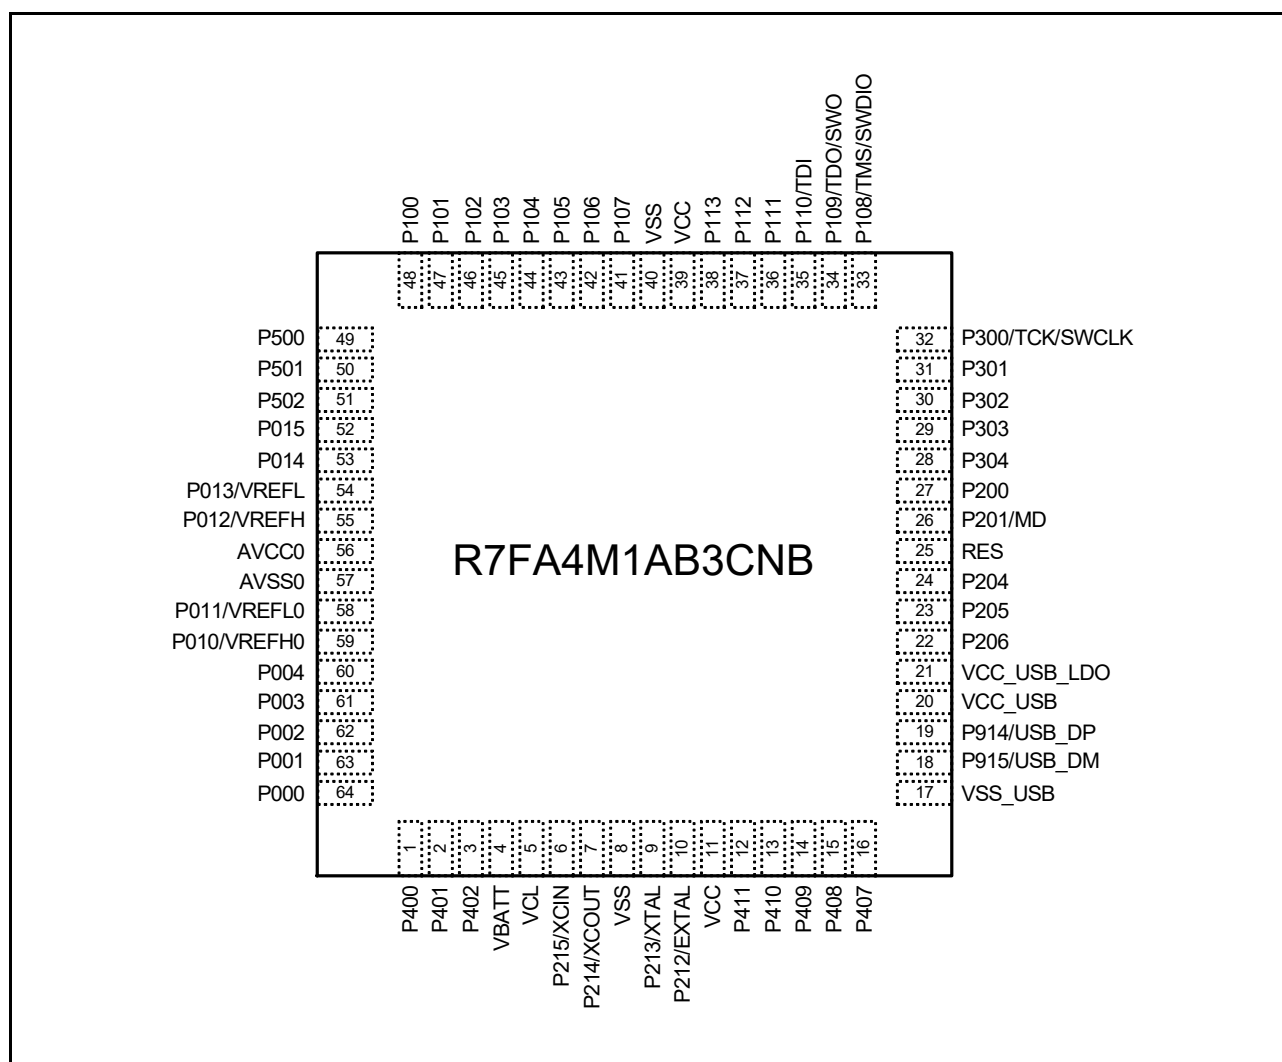 P100
P101
P102
P103
P104
P105
P106
P107
VSS
VCC
P113
P112
P111
P110/TDI
P109/TDO/SWO
P108/TMS/SWDIO
48
47
46
45
44
43
42
41
40
39
38
37
36
35
34
33
P500 49
P501 50
P502 51
P015 52
P014 53
P013/VREFL 54
P012/VREFH 55
AVCC0 56
AVSS0 57
P011/VREFL0 58
P010/VREFH0 59
P004 60
P003 61
P002 62
P001 63
P000 64
R7FA4M1AB3CNB
32 P300/TCK/SWCLK
31 P301
30 P302
29 P303
28 P304
27 P200
26 P201/MD
25 RES
24 P204
23 P205
22 P206
21 VCC_USB_LDO
20 VCC_USB
19 P914/USB_DP
18 P915/USB_DM
17 VSS_USB
1
2
3
4
5
6
7
8
9
10
11
12
13
14
15
16
P400
P401
P402
VBATT
VCL
P215/XCIN
P214/XCOUT
VSS
P213/XTAL
P212/EXTAL
VCC
P411
P410
P409
P408
P407